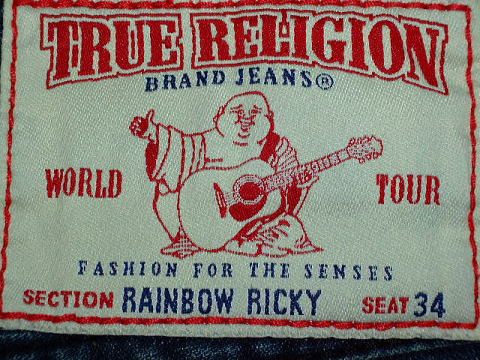 TRUE RELIGION
BRAND JEANS®
WORLD TOUR
FASHION FOR THE SENSES
SECTION RAINBOW RICKY SEAT 34